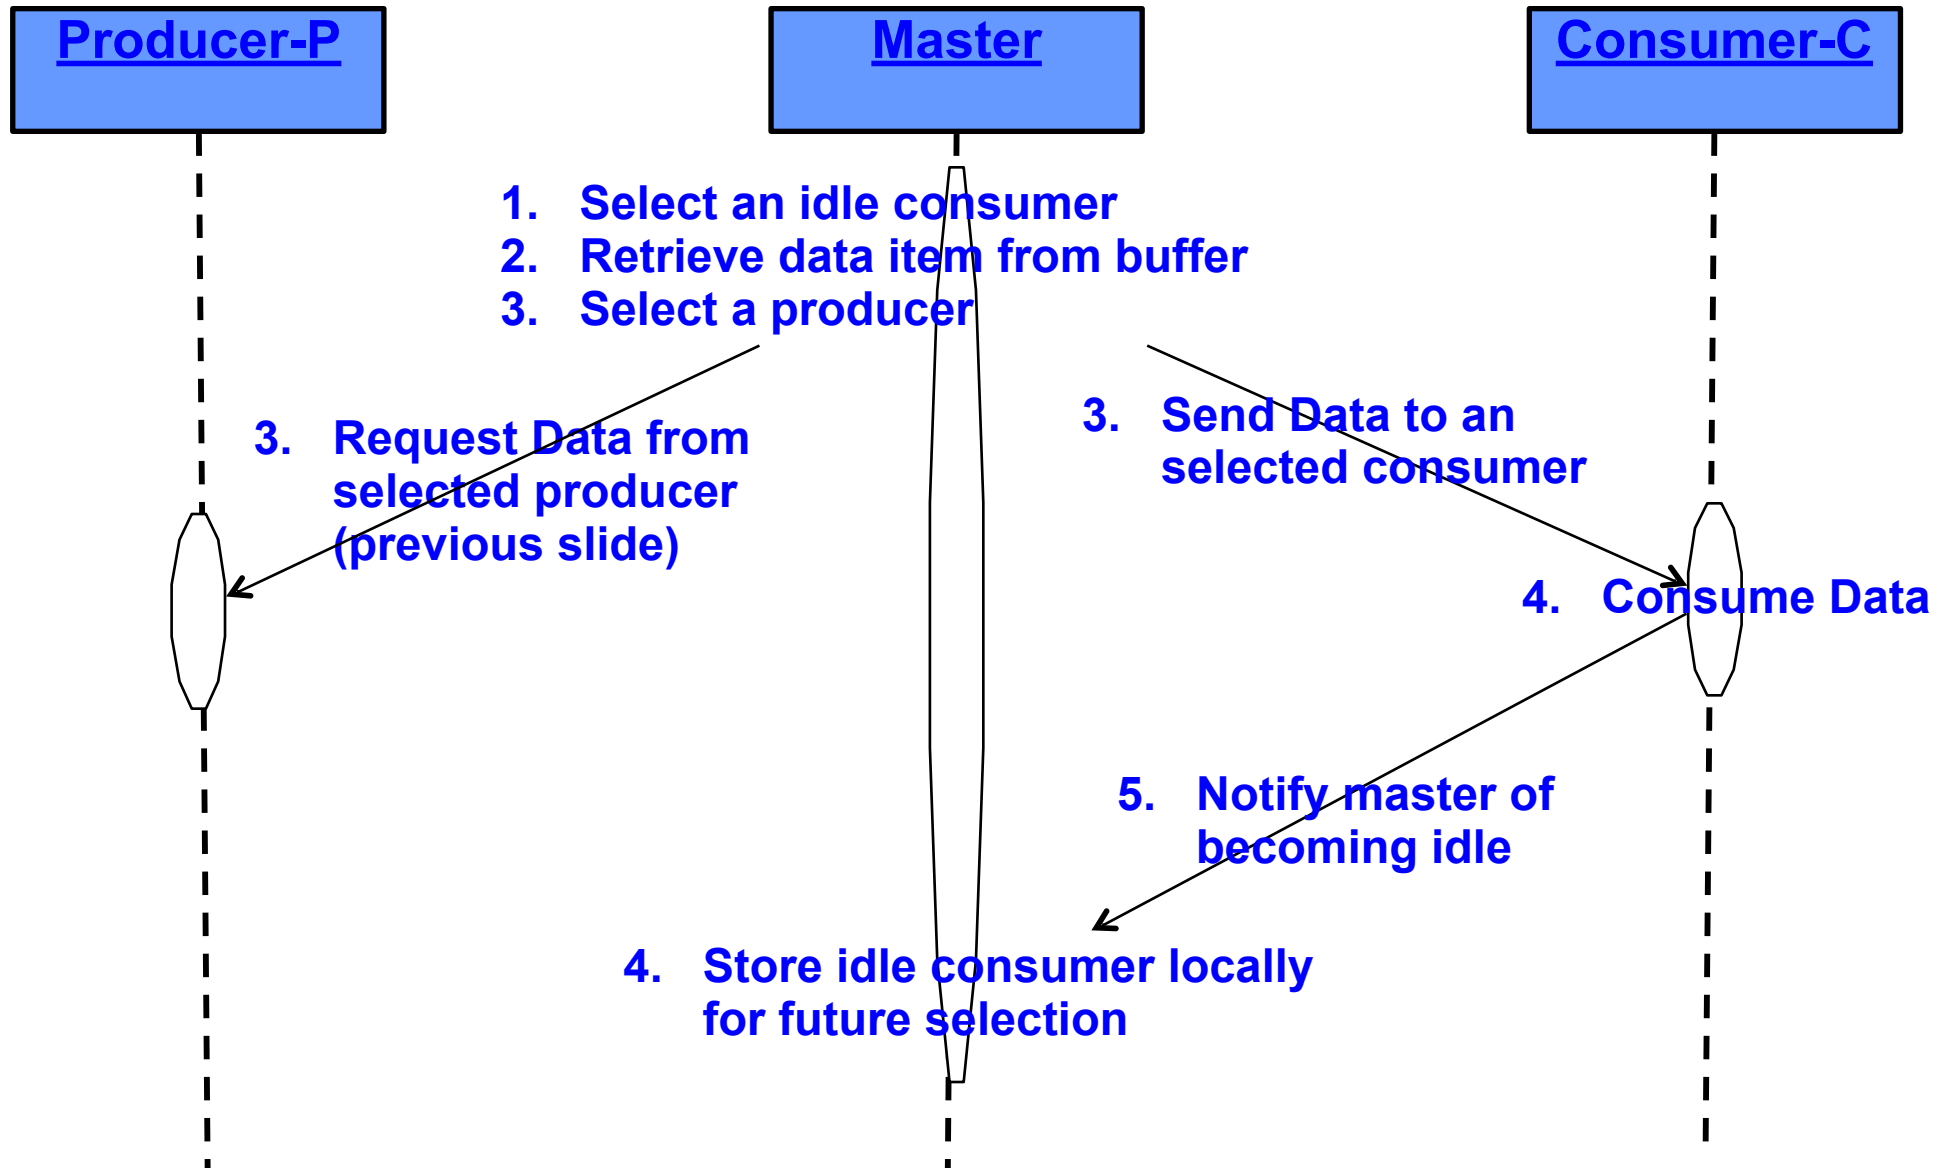 Producer-P
Master
Consumer-C
1. Select an idle consumer
2. Retrieve data item from buffer
3. Select a producer
3. Request Data from
selected producer
(previous slide)
3. Send Data to an
selected consumer
4. Consume Data
5. Notify master of
becoming idle
4. Store idle consumer locally
for future selection